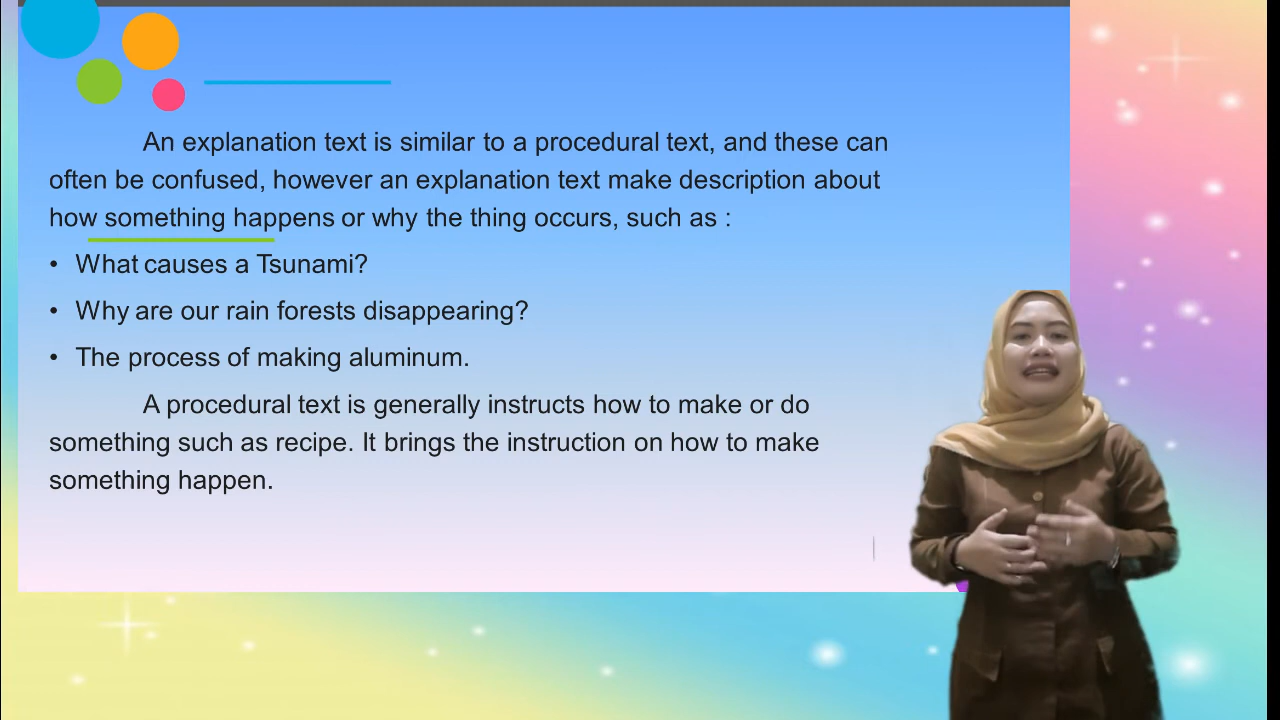 An explanation text is similar to a procedural text, and these can
often be confused, however an explanation text make description about
how something happens or why the thing occurs, such as :
• What causes a Tsunami?
• Why are our rain forests disappearing?
• The process of making aluminum.
A procedural text is generally instructs how to make or do
something such as recipe. It brings the instruction on how to make
something happen.